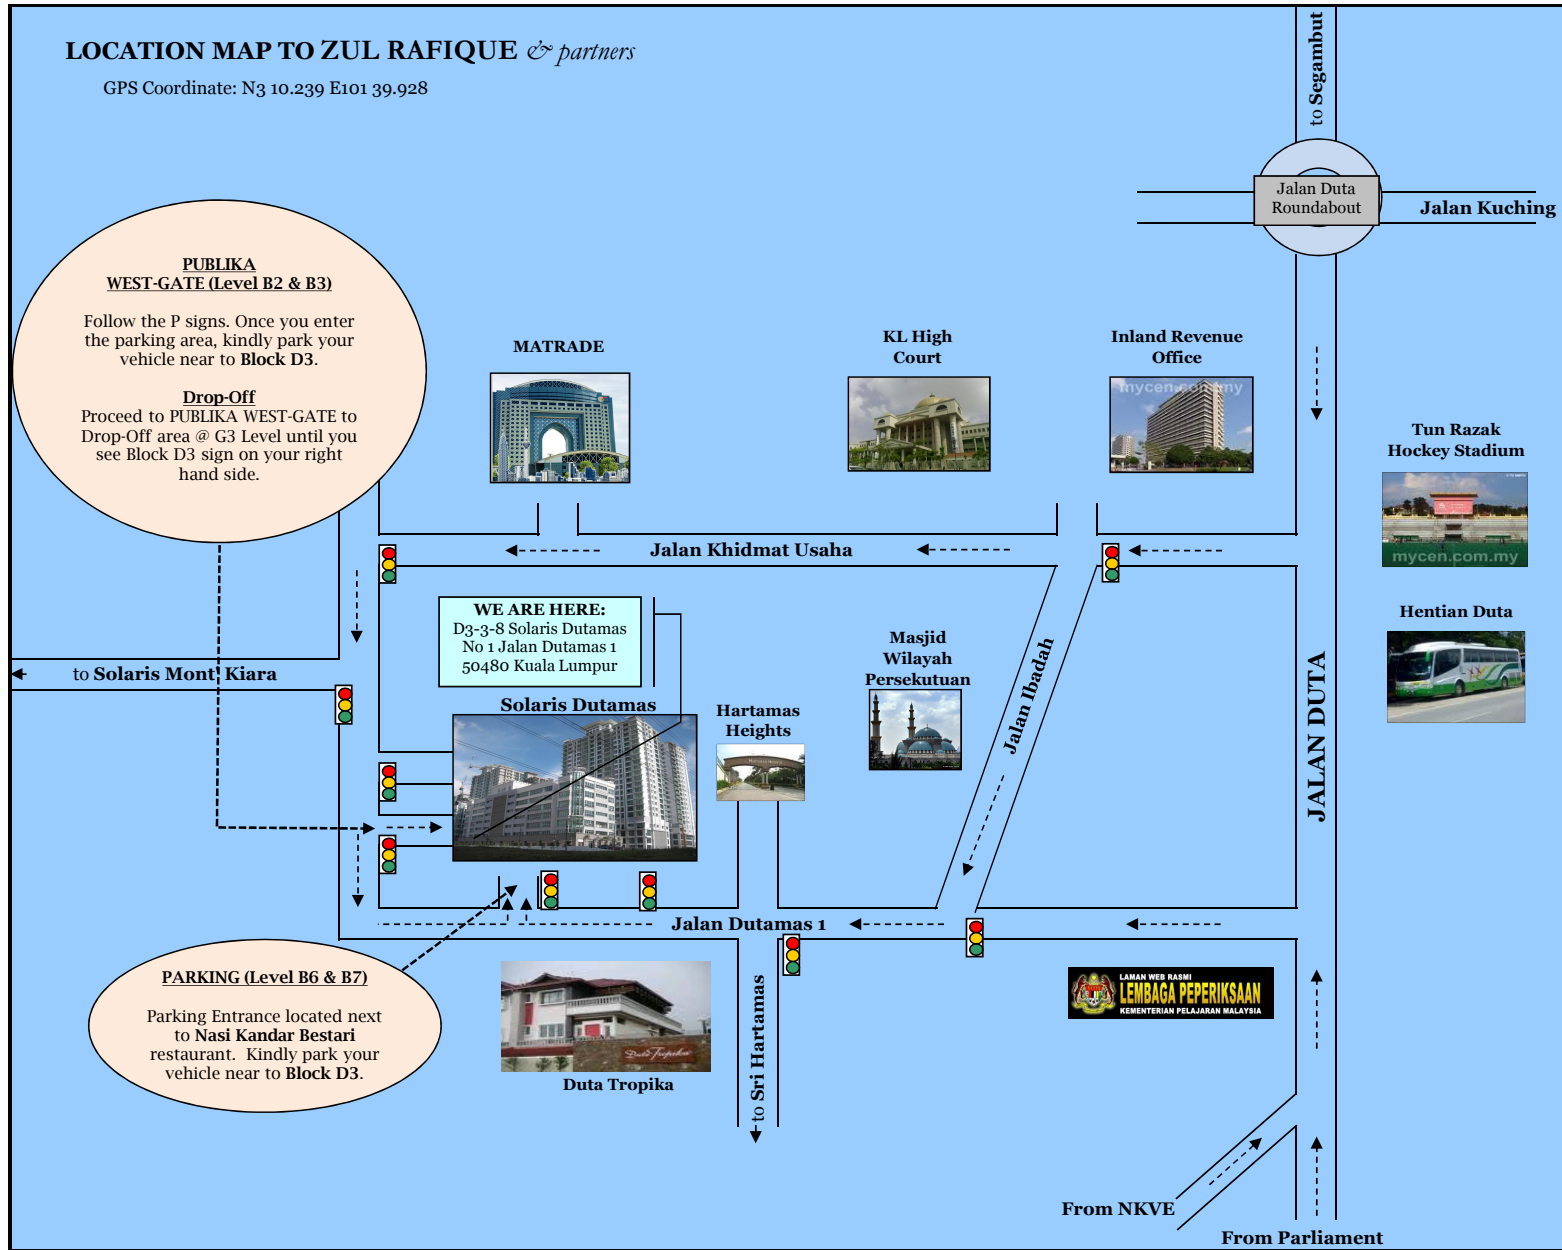 LOCATION MAP TO ZUL RAFIQUE & partners
GPS Coordinate: N3 10.239 E101 39.928
to Segambut
Jalan Duta
Roundabout
Jalan Kuching
PUBLIKA
WEST-GATE (Level B2 & B3)
Follow the P signs. Once you enter
the parking area, kindly park your
vehicle near to Block D3.
Drop-Off
Proceed to PUBLIKA WEST-GATE to
Drop-Off area @ G3 Level until you
see Block D3 sign on your right
hand side.
MATRADE
KL High
Court
Inland Revenue
Office
mycen.com.my
Tun Razak
Hockey Stadium
mycen.com.my
Jalan Khidmat Usaha
Hentian Duta
WE ARE HERE:
D3-3-8 Solaris Dutamas
No 1 Jalan Dutamas 1
50480 Kuala Lumpur
Masjid
Wilayah
Persekutuan
Jalan Ibadah
JALAN DUTA
to Solaris Mont' Kiara
Solaris Dutamas
Hartamas
Heights
Jalan Dutamas 1
PARKING (Level B6 & B7)
Parking Entrance located next
to Nasi Kandar Bestari
restaurant. Kindly park your
vehicle near to Block D3.
Duta Tropika
Duta Tropika
to Sri Hartamas
LAMAN WEB RASMI
LEMBAGA PEPERIKSAAN
KEMENTERIAN PELAJARAN MALAYSIA
From NKVE
From Parliament